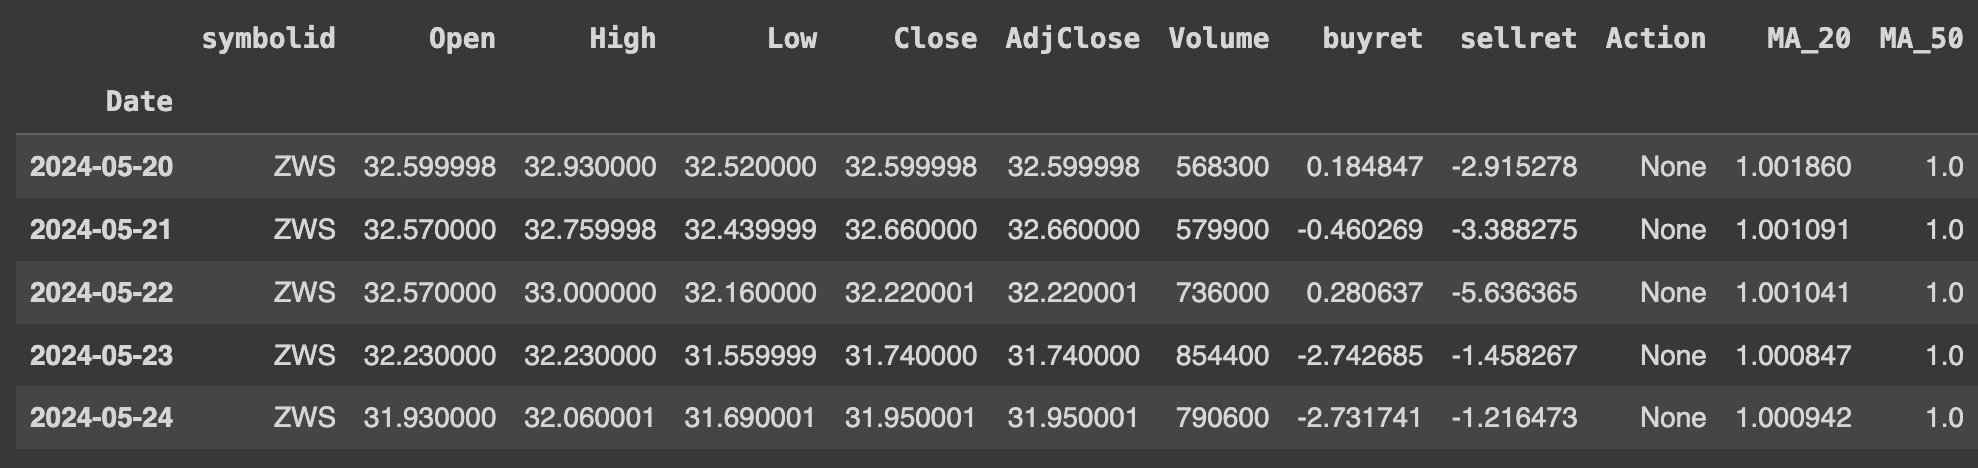 symbolid Open High Low Close AdjClose Volume buyret sellret Action MA_20 MA_50
Date
2024-05-20 ZWS 32.599998 32.930000 32.520000 32.599998 32.599998 568300 0.184847 -2.915278 None 1.001860 1.0
2024-05-21 ZWS 32.570000 32.759998 32.439999 32.660000 32.660000 579900 -0.460269 -3.388275 None 1.001091 1.0
2024-05-22 ZWS 32.570000 33.000000 32.160000 32.220001 32.220001 736000 0.280637 -5.636365 None 1.001041 1.0
2024-05-23 ZWS 32.230000 32.230000 31.559999 31.740000 31.740000 854400 -2.742685 -1.458267 None 1.000847 1.0
2024-05-24 ZWS 31.930000 32.060001 31.690001 31.950001 31.950001 790600 -2.731741 -1.216473 None 1.000942 1.0